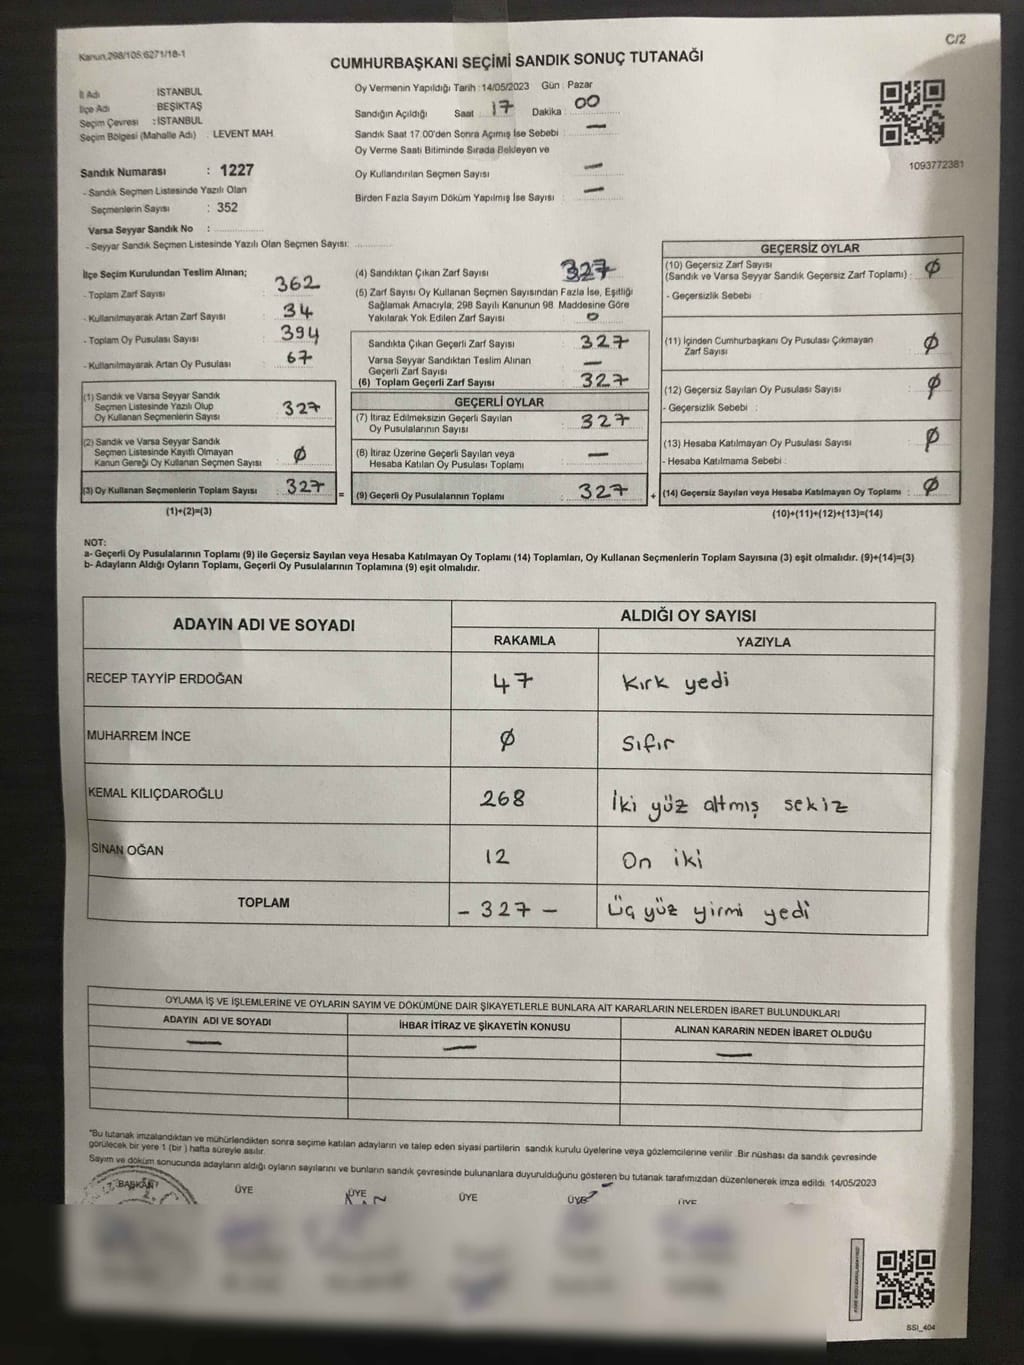 C/2
Kanun.298/105,6271/18-1
CUMHURBAŞKANI SEÇİMİ SANDIK SONUÇ TUTANAĞI
İl Adı İSTANBUL
İlçe Adı BEŞİKTAŞ
Seçim Çevresi : İSTANBUL
Seçim Bölgesi (Mahalle Adı) : LEVENT MAH.
Sandık Numarası : 1227
- Sandık Seçmen Listesinde Yazılı Olan
Seçmenlerin Sayısı : 352
Varsa Seyyar Sandık No :
- Seyyar Sandık Seçmen Listesinde Yazılı Olan Seçmen Sayısı:
Oy Vermenin Yapıldığı Tarih : 14/05/2023 Gün : Pazar
Sandığın Açıldığı Saat 17 Dakika 00
Sandık Saat 17.00'den Sonra Açılmış İse Sebebi : —
Oy Verme Saati Bitiminde Sırada Bekleyen ve
Oy Kullandırılan Seçmen Sayısı —
Birden Fazla Sayım Döküm Yapılmış İse Sayısı : —
1093772381
İlçe Seçim Kurulundan Teslim Alınan;
- Toplam Zarf Sayısı 362
- Kullanılmayarak Artan Zarf Sayısı 34
- Toplam Oy Pusulası Sayısı 394
- Kullanılmayarak Artan Oy Pusulası 67
(1) Sandık ve Varsa Seyyar Sandık
Seçmen Listesinde Yazılı Olup
Oy Kullanan Seçmenlerin Sayısı 327
(2) Sandık ve Varsa Seyyar Sandık
Seçmen Listesinde Kayıtlı Olmayan
Kanun Gereği Oy Kullanan Seçmen Sayısı Ø
(3) Oy Kullanan Seçmenlerin Toplam Sayısı 327
(1)+(2)=(3)
=
(4) Sandıktan Çıkan Zarf Sayısı 327
(5) Zarf Sayısı Oy Kullanan Seçmen Sayısından Fazla İse, Eşitliği
Sağlamak Amacıyla, 298 Sayılı Kanunun 98. Maddesine Göre
Yakılarak Yok Edilen Zarf Sayısı 0
Sandıkta Çıkan Geçerli Zarf Sayısı 327
Varsa Seyyar Sandıktan Teslim Alınan
Geçerli Zarf Sayısı —
(6) Toplam Geçerli Zarf Sayısı 327
GEÇERLİ OYLAR
(7) İtiraz Edilmeksizin Geçerli Sayılan
Oy Pusulalarının Sayısı 327
(8) İtiraz Üzerine Geçerli Sayılan veya
Hesaba Katılan Oy Pusulası Toplamı —
(9) Geçerli Oy Pusulalarının Toplamı 327
+
GEÇERSİZ OYLAR
(10) Geçersiz Zarf Sayısı
(Sandık ve Varsa Seyyar Sandık Geçersiz Zarf Toplamı) : Ø
- Geçersizlik Sebebi :
(11) İçinden Cumhurbaşkanı Oy Pusulası Çıkmayan
Zarf Sayısı Ø
(12) Geçersiz Sayılan Oy Pusulası Sayısı Ø
- Geçersizlik Sebebi :
(13) Hesaba Katılmayan Oy Pusulası Sayısı Ø
- Hesaba Katılmama Sebebi :
(14) Geçersiz Sayılan veya Hesaba Katılmayan Oy Toplamı : Ø
(10)+(11)+(12)+(13)=(14)
NOT:
a- Geçerli Oy Pusulalarının Toplamı (9) ile Geçersiz Sayılan veya Hesaba Katılmayan Oy Toplamı (14) Toplamları, Oy Kullanan Seçmenlerin Toplam Sayısına (3) eşit olmalıdır. (9)+(14)=(3)
b- Adayların Aldığı Oyların Toplamı, Geçerli Oy Pusulalarının Toplamına (9) eşit olmalıdır.
ADAYIN ADI VE SOYADI ALDIĞI OY SAYISI
RAKAMLA YAZIYLA
RECEP TAYYİP ERDOĞAN 47 Kırk yedi
MUHARREM İNCE Ø Sıfır
KEMAL KILIÇDAROĞLU 268 İki yüz altmış sekiz
SİNAN OĞAN 12 On iki
TOPLAM - 327 - Üç yüz yirmi yedi
OYLAMA İŞ VE İŞLEMLERİNE VE OYLARIN SAYIM VE DÖKÜMÜNE DAİR ŞİKAYETLERLE BUNLARA AİT KARARLARIN NELERDEN İBARET BULUNDUKLARI
ADAYIN ADI VE SOYADI İHBAR İTİRAZ VE ŞİKAYETİN KONUSU ALINAN KARARIN NEDEN İBARET OLDUĞU
— — —
"Bu tutanak imzalandıktan ve mühürlendikten sonra seçime katılan adayların ve talep eden siyasi partilerin sandık kurulu üyelerine veya gözlemcilerine verilir. Bir nüshası da sandık çevresinde
görülecek bir yere 1 (bir) hafta süreyle asılır.
Sayım ve döküm sonucunda adayların aldığı oyların sayılarını ve bunların sandık çevresinde bulunanlara duyurulduğunu gösteren bu tutanak tarafımızdan düzenlenerek imza edildi. 14/05/2023
BAŞKAN ÜYE ÜYE ÜYE ÜYE ÜYE
SSI_404